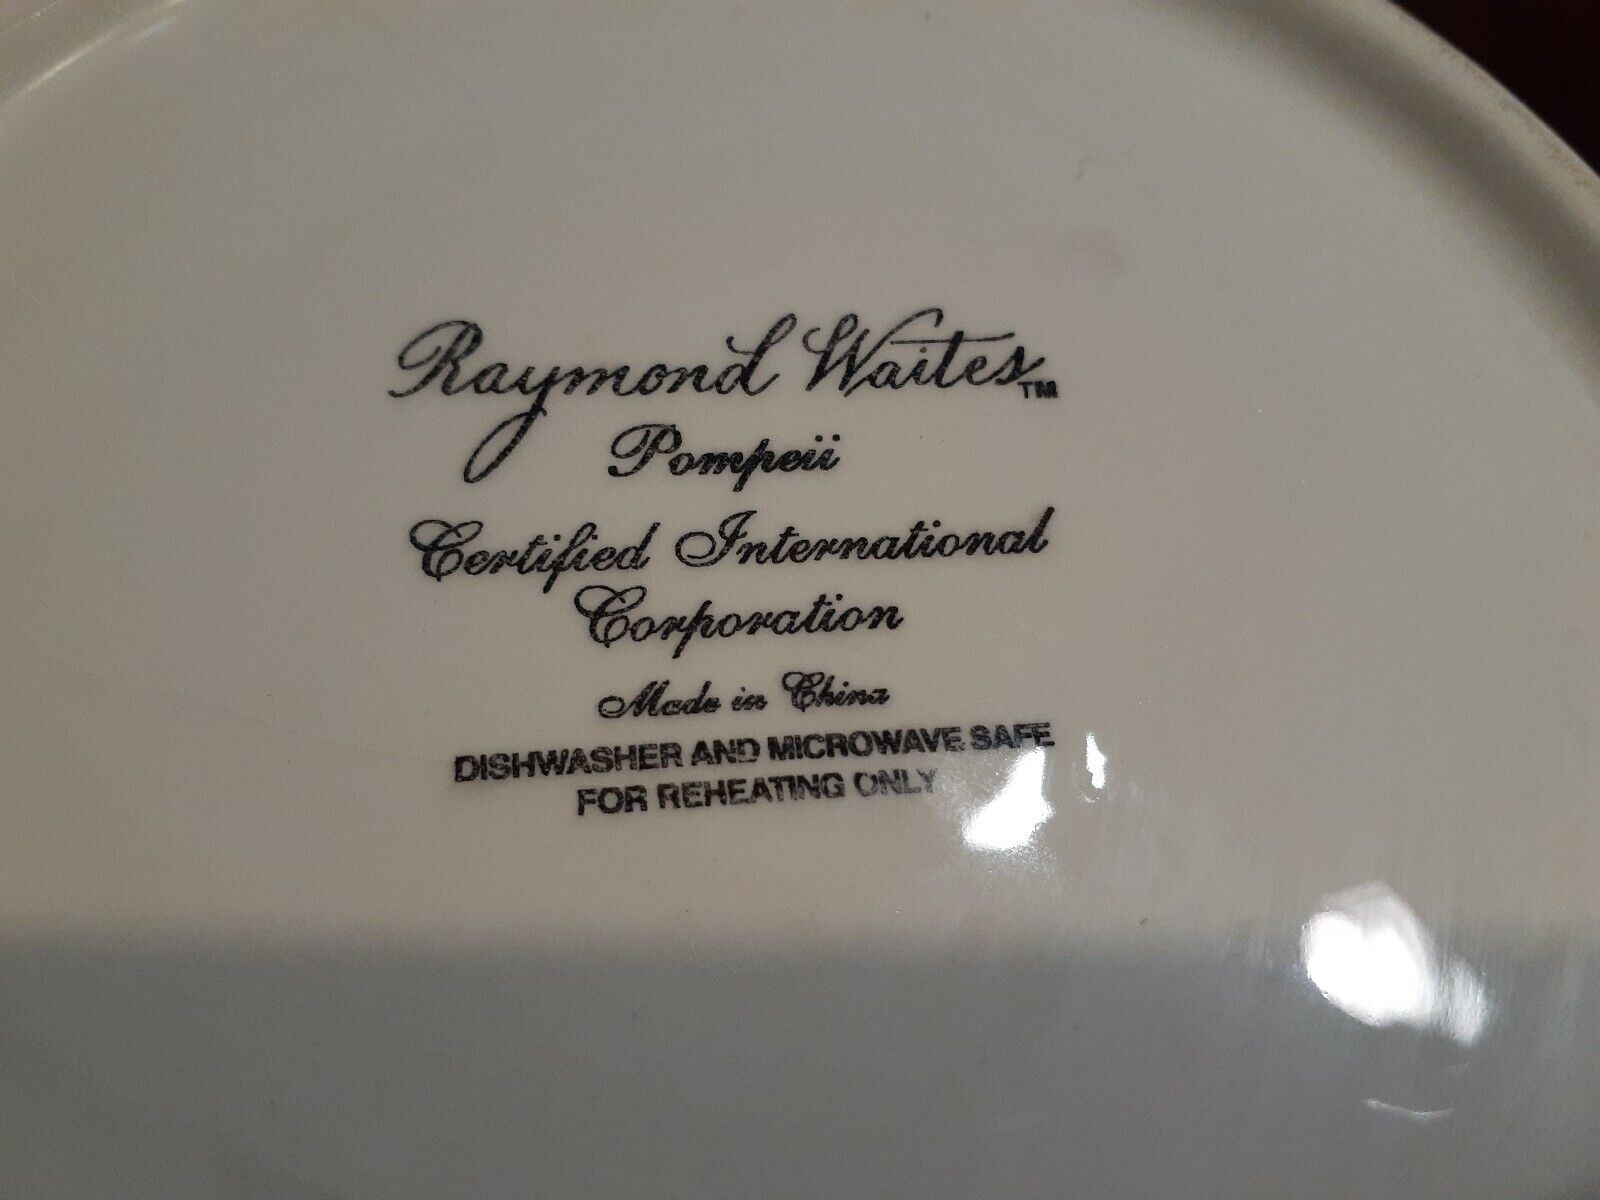 Raymond Waites™
Pompeii
Certified International
Corporation
Made in China
DISHWASHER AND MICROWAVE SAFE
FOR REHEATING ONLY